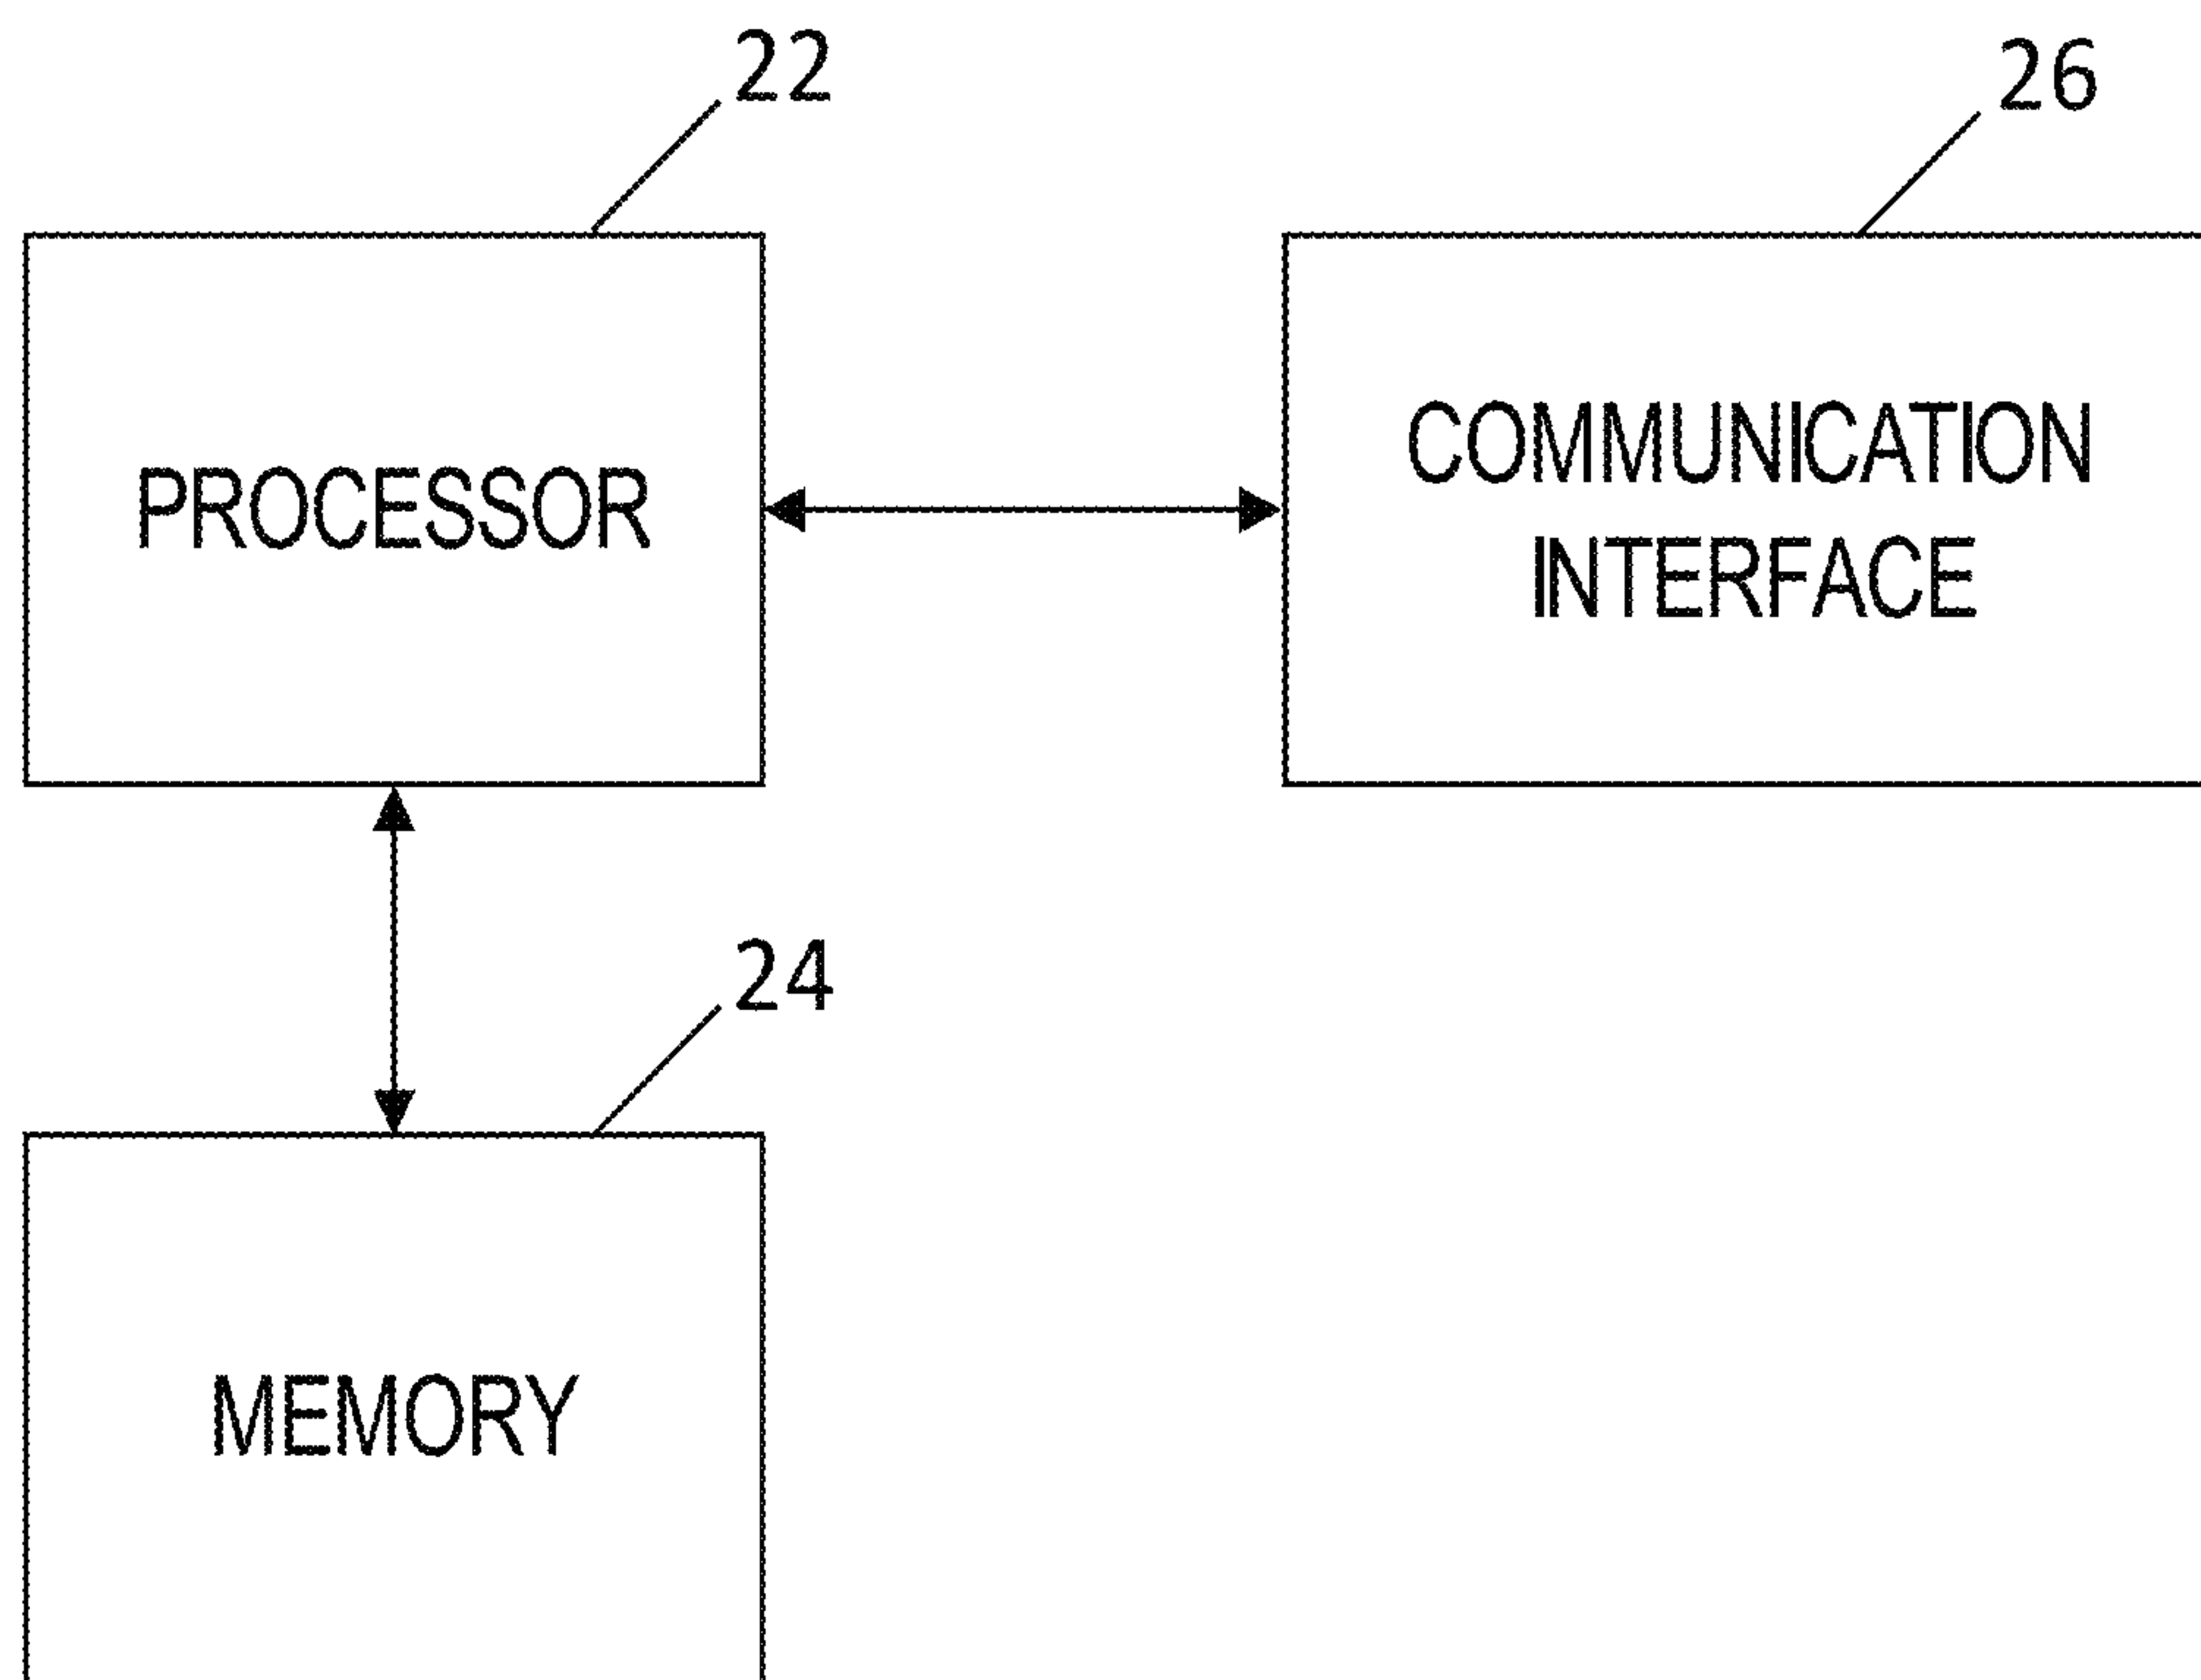 22
26
PROCESSOR
COMMUNICATION
INTERFACE
24
MEMORY